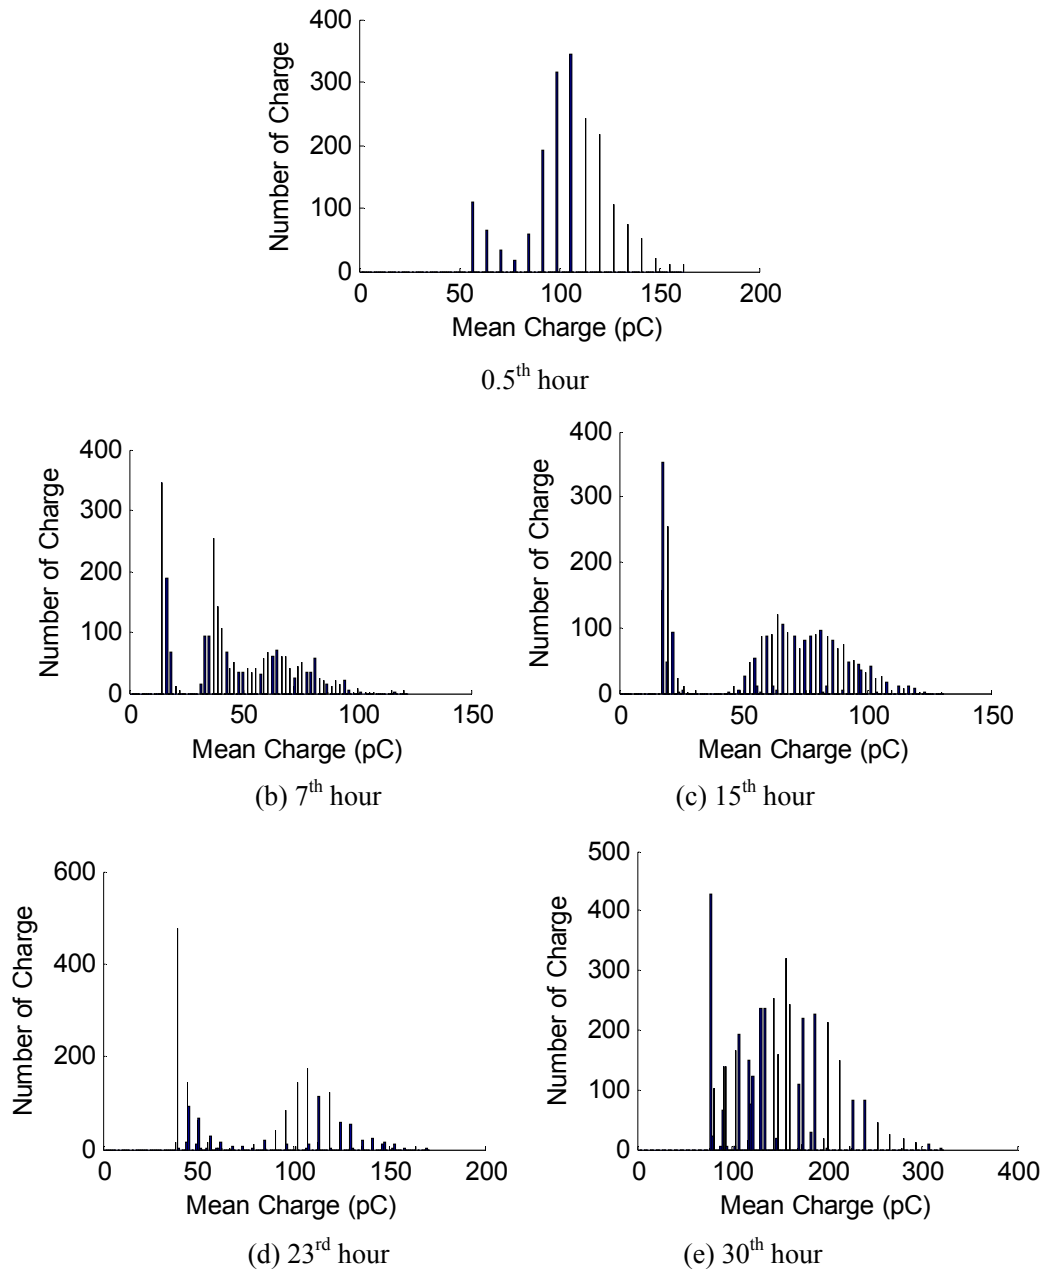 400
300
200
100
0
Number of Charge
0 50 100 150 200
Mean Charge (pC)
0.5th hour
400
300
200
100
0
Number of Charge
0 50 100 150
Mean Charge (pC)
(b) 7th hour
400
300
200
100
0
Number of Charge
0 50 100 150
Mean Charge (pC)
(c) 15th hour
600
400
200
0
Number of Charge
0 50 100 150 200
Mean Charge (pC)
(d) 23rd hour
500
400
300
200
100
0
Number of Charge
0 100 200 300 400
Mean Charge (pC)
(e) 30th hour